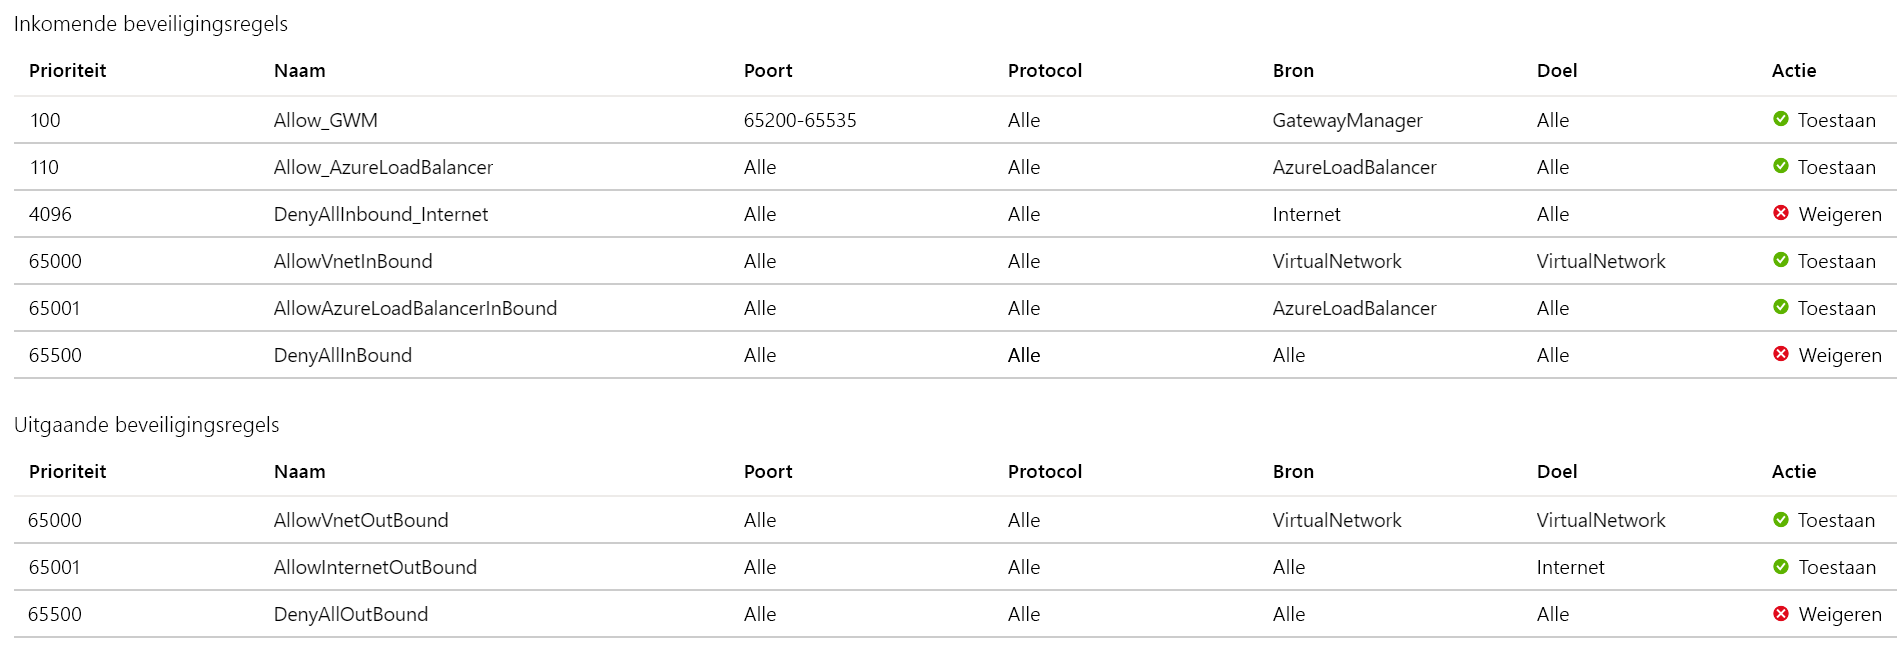 Inkomende beveiligingsregels
Prioriteit Naam Poort Protocol Bron Doel Actie
100 Allow_GWM 65200-65535 Alle GatewayManager Alle Toestaan
110 Allow_AzureLoadBalancer Alle Alle AzureLoadBalancer Alle Toestaan
4096 DenyAllInbound_Internet Alle Alle Internet Alle Weigeren
65000 AllowVnetInBound Alle Alle VirtualNetwork VirtualNetwork Toestaan
65001 AllowAzureLoadBalancerInBound Alle Alle AzureLoadBalancer Alle Toestaan
65500 DenyAllInBound Alle Alle Alle Alle Weigeren
Uitgaande beveiligingsregels
Prioriteit Naam Poort Protocol Bron Doel Actie
65000 AllowVnetOutBound Alle Alle VirtualNetwork VirtualNetwork Toestaan
65001 AllowInternetOutBound Alle Alle Alle Internet Toestaan
65500 DenyAllOutBound Alle Alle Alle Alle Weigeren